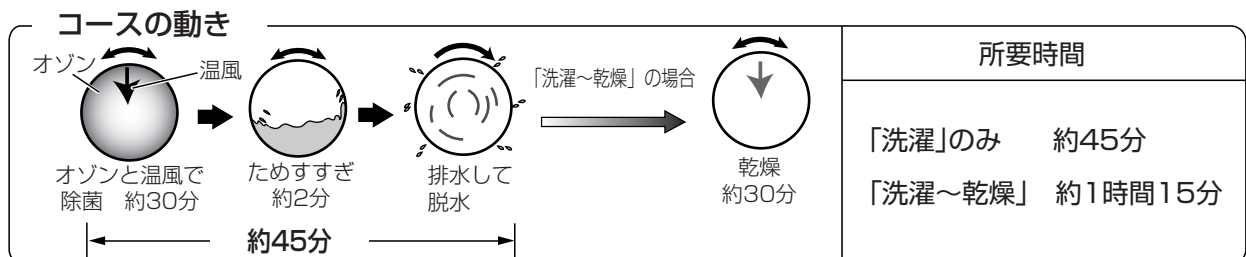 コースの動き
オゾン
温風
オゾンと温風で
除菌 約30分
ためすすぎ
約2分
排水して
脱水
「洗濯～乾燥」の場合
乾燥
約30分
約45分
所要時間
「洗濯」のみ 約45分
「洗濯～乾燥」 約1時間15分